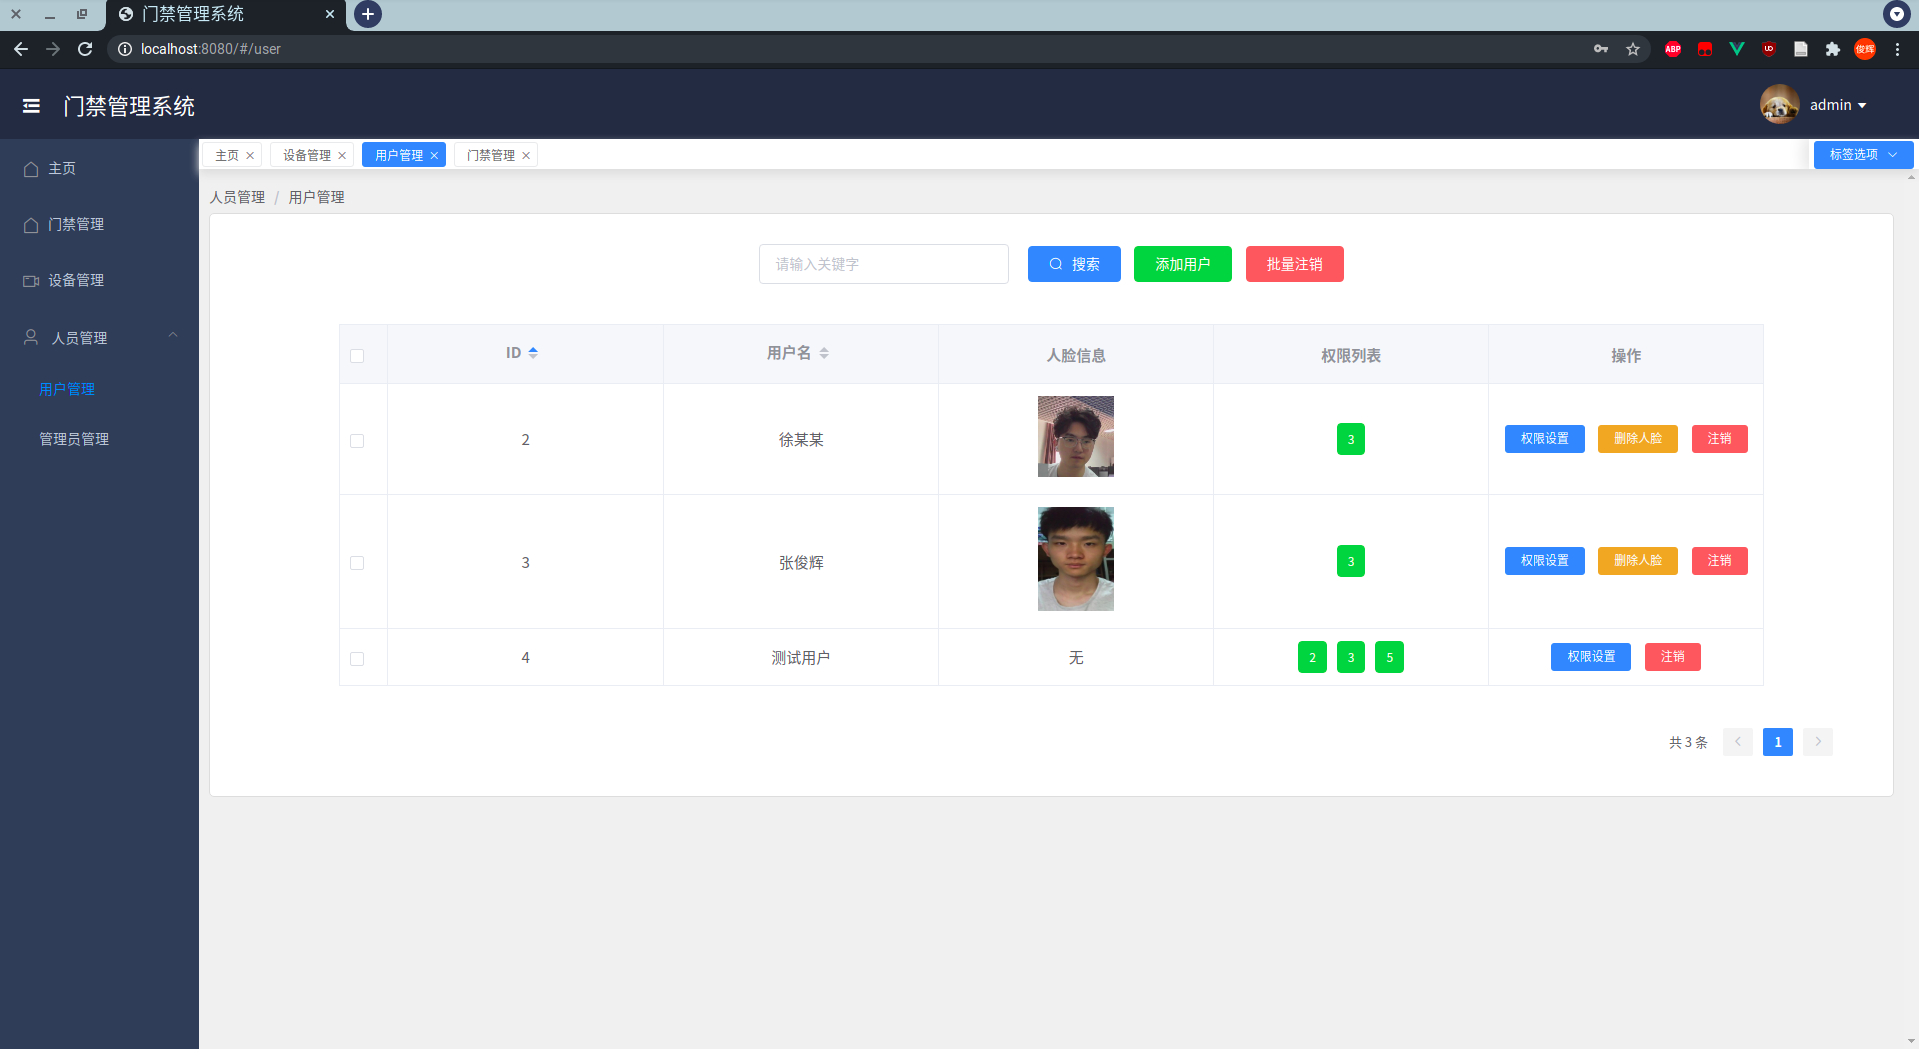 门禁管理系统
localhost:8080/#/user
ABP
UD
俊辉
门禁管理系统
admin
主页
门禁管理
设备管理
人员管理
用户管理
管理员管理
主页 设备管理 用户管理 门禁管理 标签选项
人员管理 / 用户管理
请输入关键字 搜索 添加用户 批量注销
ID 用户名 人脸信息 权限列表 操作
2 徐某某 3 权限设置 删除人脸 注销
3 张俊辉 3 权限设置 删除人脸 注销
4 测试用户 无 2 3 5 权限设置 注销
共 3 条 1